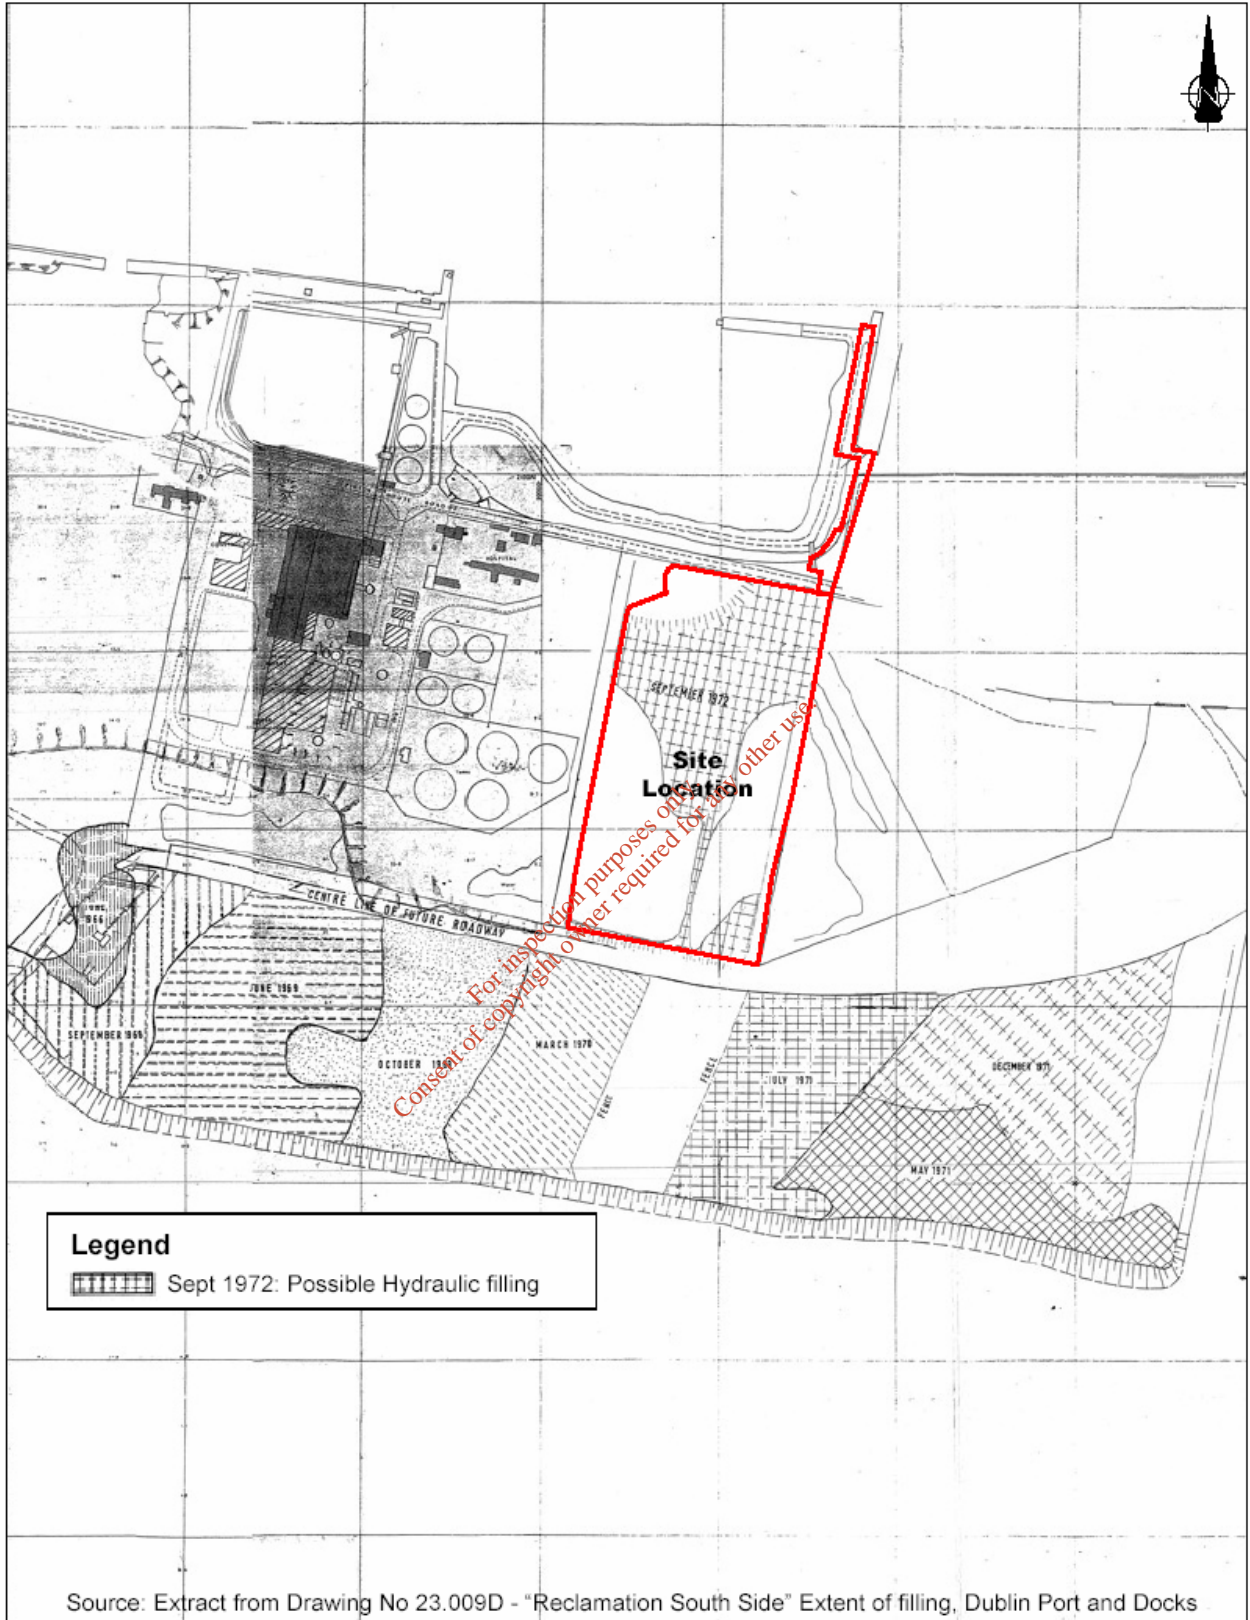 N
HOSPITAL
SEPTEMBER 1972
Site
Location
CENTRE LINE OF FUTURE ROADWAY
JUNE
1966
JUNE 1969
SEPTEMBER 1966
OCTOBER 1969
MARCH 1970
FENCE
FENCE
JULY 1971
DECEMBER 1971
MAY 1971
For inspection purposes only.
Consent of copyright owner required for any other use.
Legend
Sept 1972: Possible Hydraulic filling
Source: Extract from Drawing No 23.009D - "Reclamation South Side" Extent of filling, Dublin Port and Docks